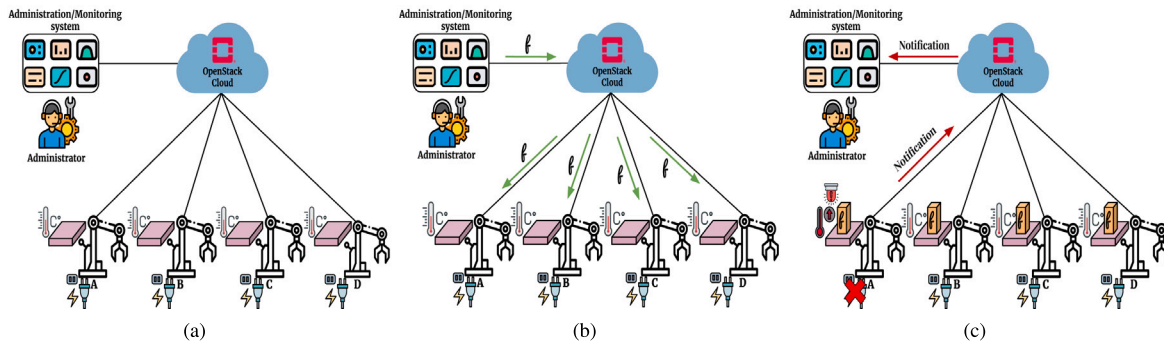 Administration/Monitoring
system
OpenStack
Cloud
Administrator
C°
C°
C°
C°
A
B
C
D
(a)
Administration/Monitoring
system
f
OpenStack
Cloud
Administrator
f
f
f
f
C°
C°
C°
C°
A
B
C
D
(b)
Administration/Monitoring
system
Notification
OpenStack
Cloud
Administrator
Notification
f
C°
f
C°
f
C°
f
A
B
C
D
(c)